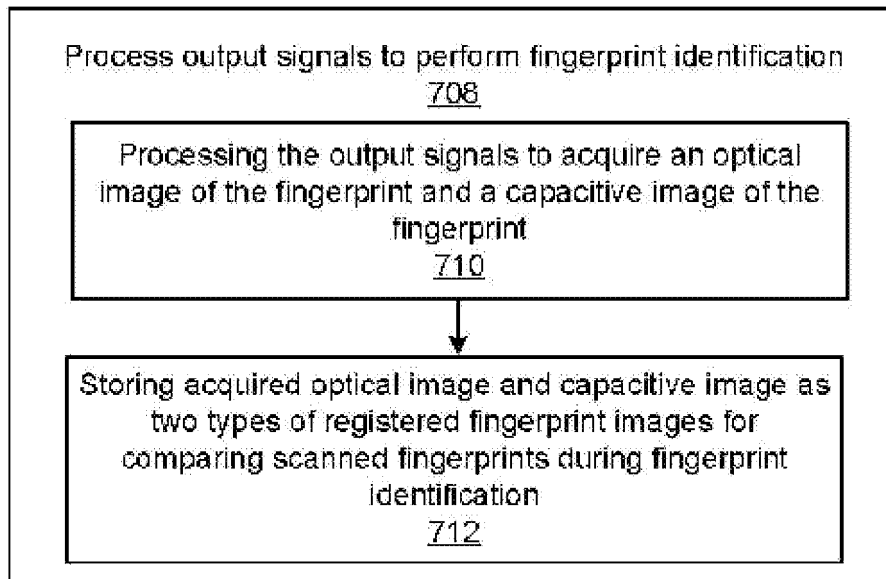 Process output signals to perform fingerprint identification
708
Processing the output signals to acquire an optical
image of the fingerprint and a capacitive image of the
fingerprint
710
Storing acquired optical image and capacitive image as
two types of registered fingerprint images for
comparing scanned fingerprints during fingerprint
identification
712